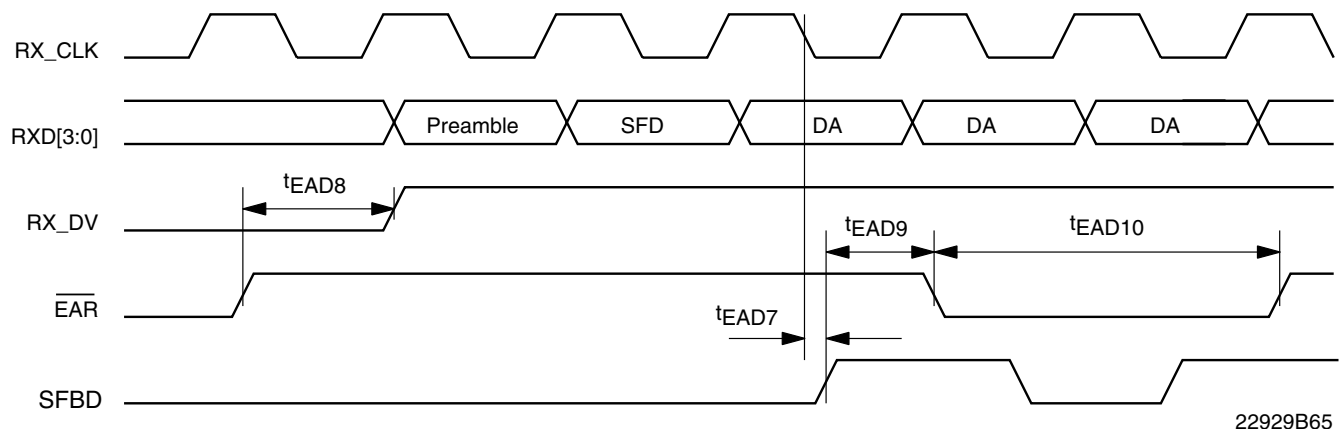 RX_CLK
RXD[3:0]
Preamble SFD DA DA DA
tEAD8
RX_DV
tEAD9 tEAD10
EAR
tEAD7
SFBD
22929B65